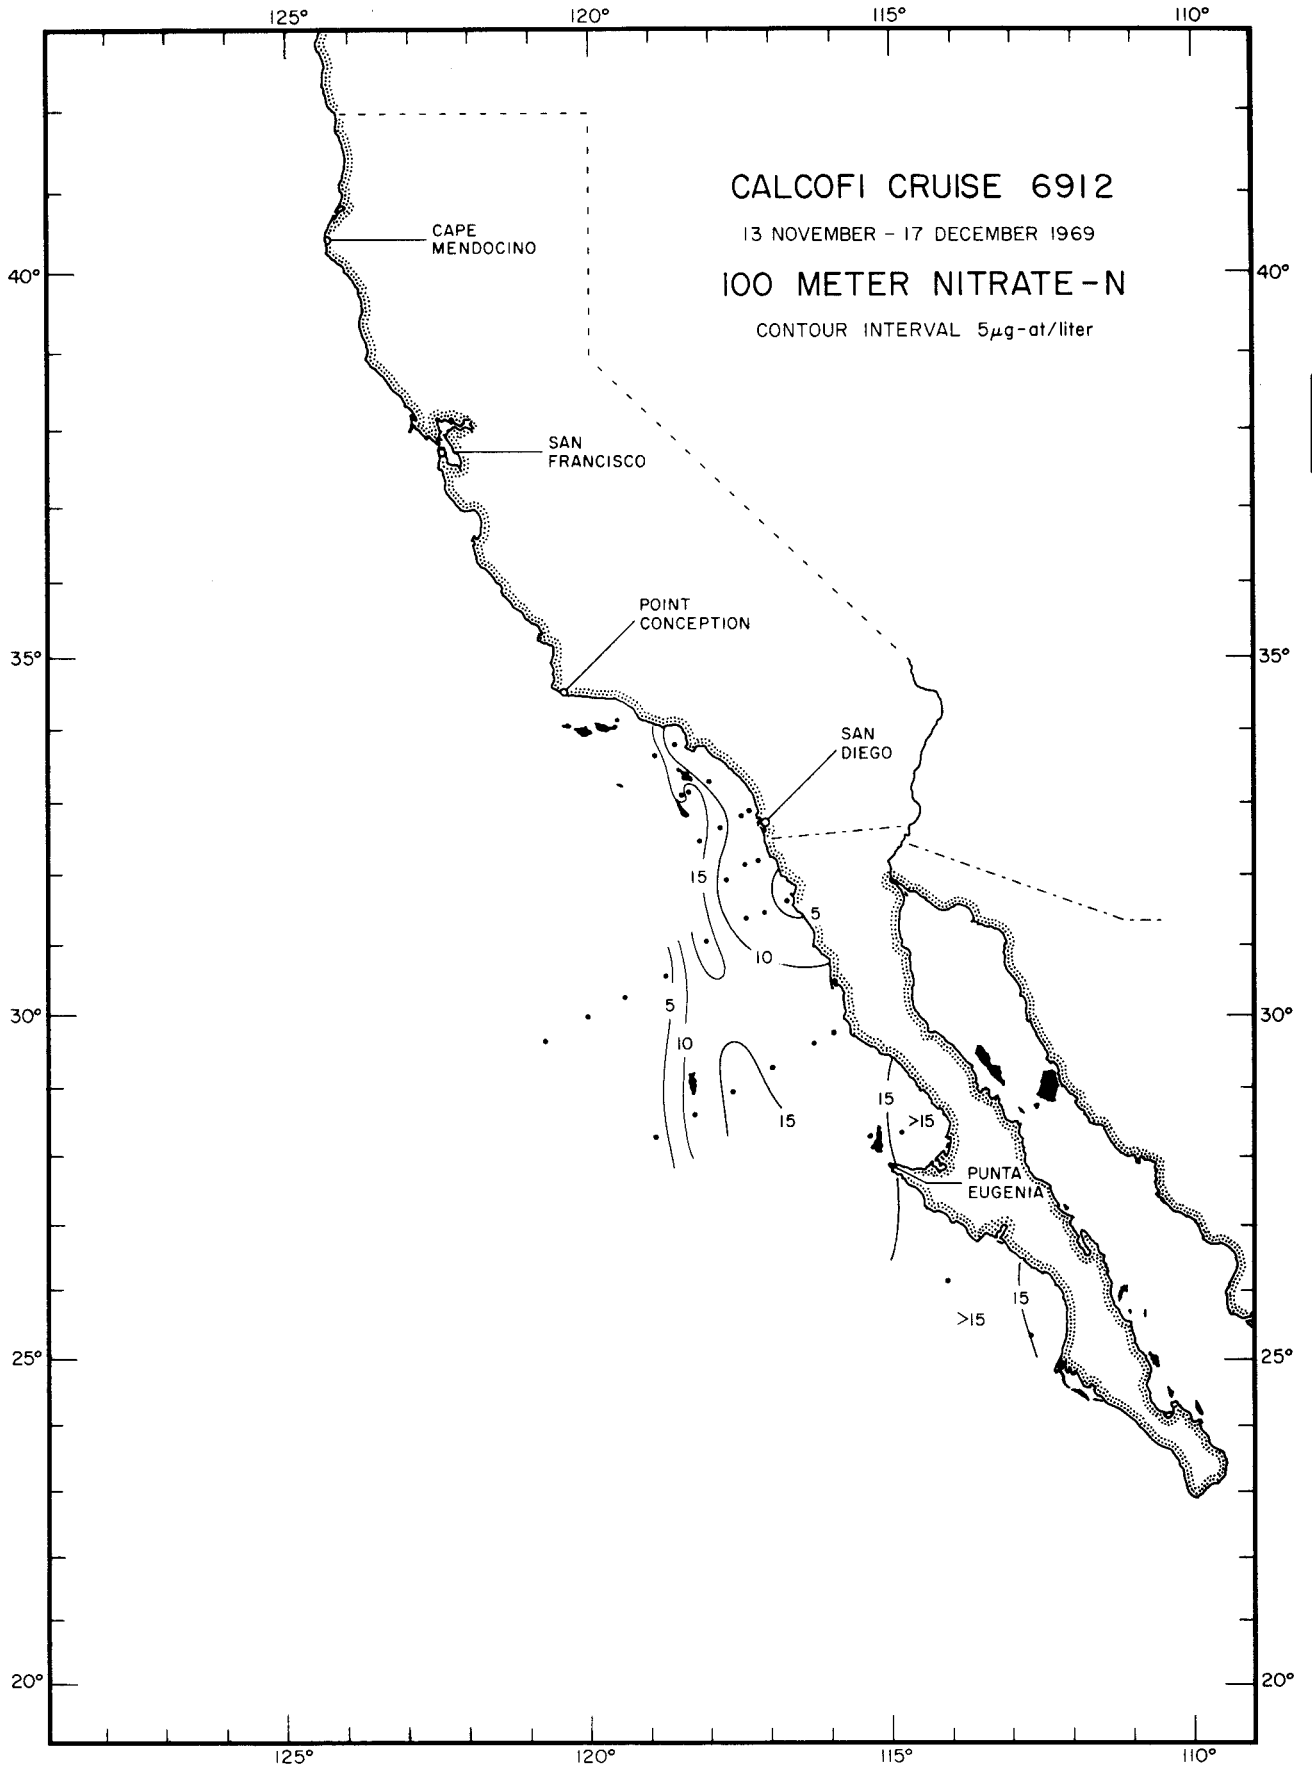 125°
120°
115°
110°
CALCOFI CRUISE 6912
13 NOVEMBER – 17 DECEMBER 1969
100 METER NITRATE-N
CONTOUR INTERVAL 5µg-at/liter
CAPE
MENDOCINO
40°
40°
SAN
FRANCISCO
POINT
CONCEPTION
35°
35°
SAN
DIEGO
15
5
10
30°
5
30°
10
15
15
>15
PUNTA
EUGENIA
15
>15
25°
25°
20°
20°
125°
120°
115°
110°